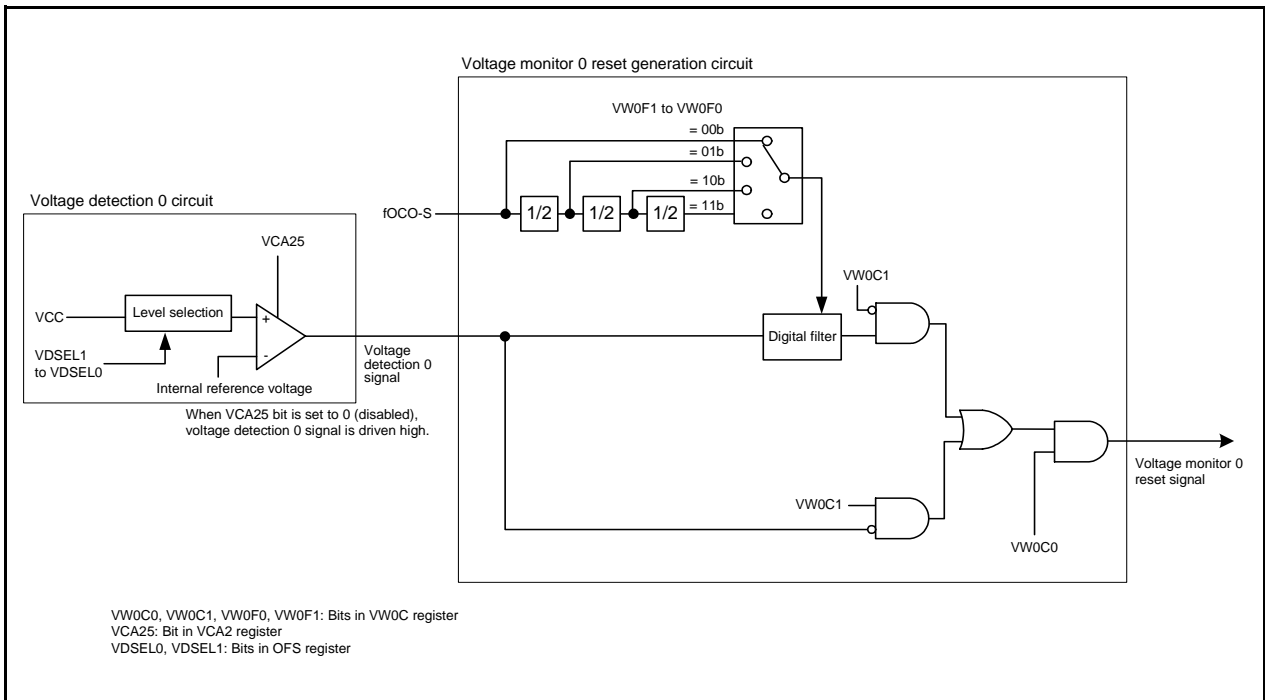 Voltage monitor 0 reset generation circuit
VW0F1 to VW0F0
= 00b
= 01b
= 10b
= 11b
fOCO-S
1/2
1/2
1/2
Voltage detection 0 circuit
VCA25
VCC
Level selection
+
-
VDSEL1
to VDSEL0
Internal reference voltage
When VCA25 bit is set to 0 (disabled),
voltage detection 0 signal is driven high.
Voltage
detection 0
signal
VW0C1
Digital filter
VW0C1
VW0C0
Voltage monitor 0
reset signal
VW0C0, VW0C1, VW0F0, VW0F1: Bits in VW0C register
VCA25: Bit in VCA2 register
VDSEL0, VDSEL1: Bits in OFS register